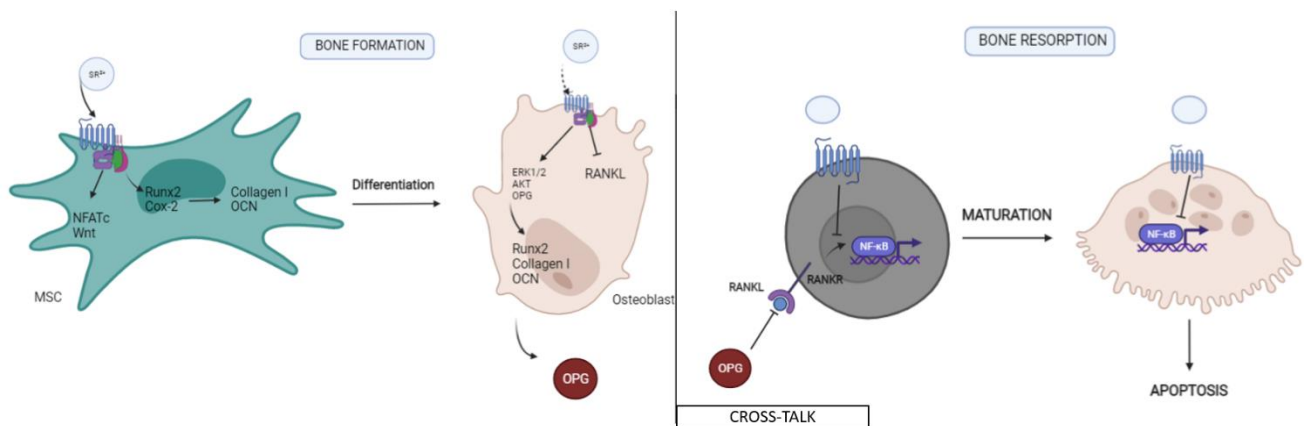 BONE FORMATION
SR²⁺
Runx2
Cox-2
Collagen I
OCN
NFATc
Wnt
MSC
Differentiation
SR²⁺
ERK1/2
AKT
OPG
RANKL
Runx2
Collagen I
OCN
Osteoblast
OPG
BONE RESORPTION
NF-κB
RANKR
RANKL
OPG
MATURATION
NF-κB
APOPTOSIS
CROSS-TALK